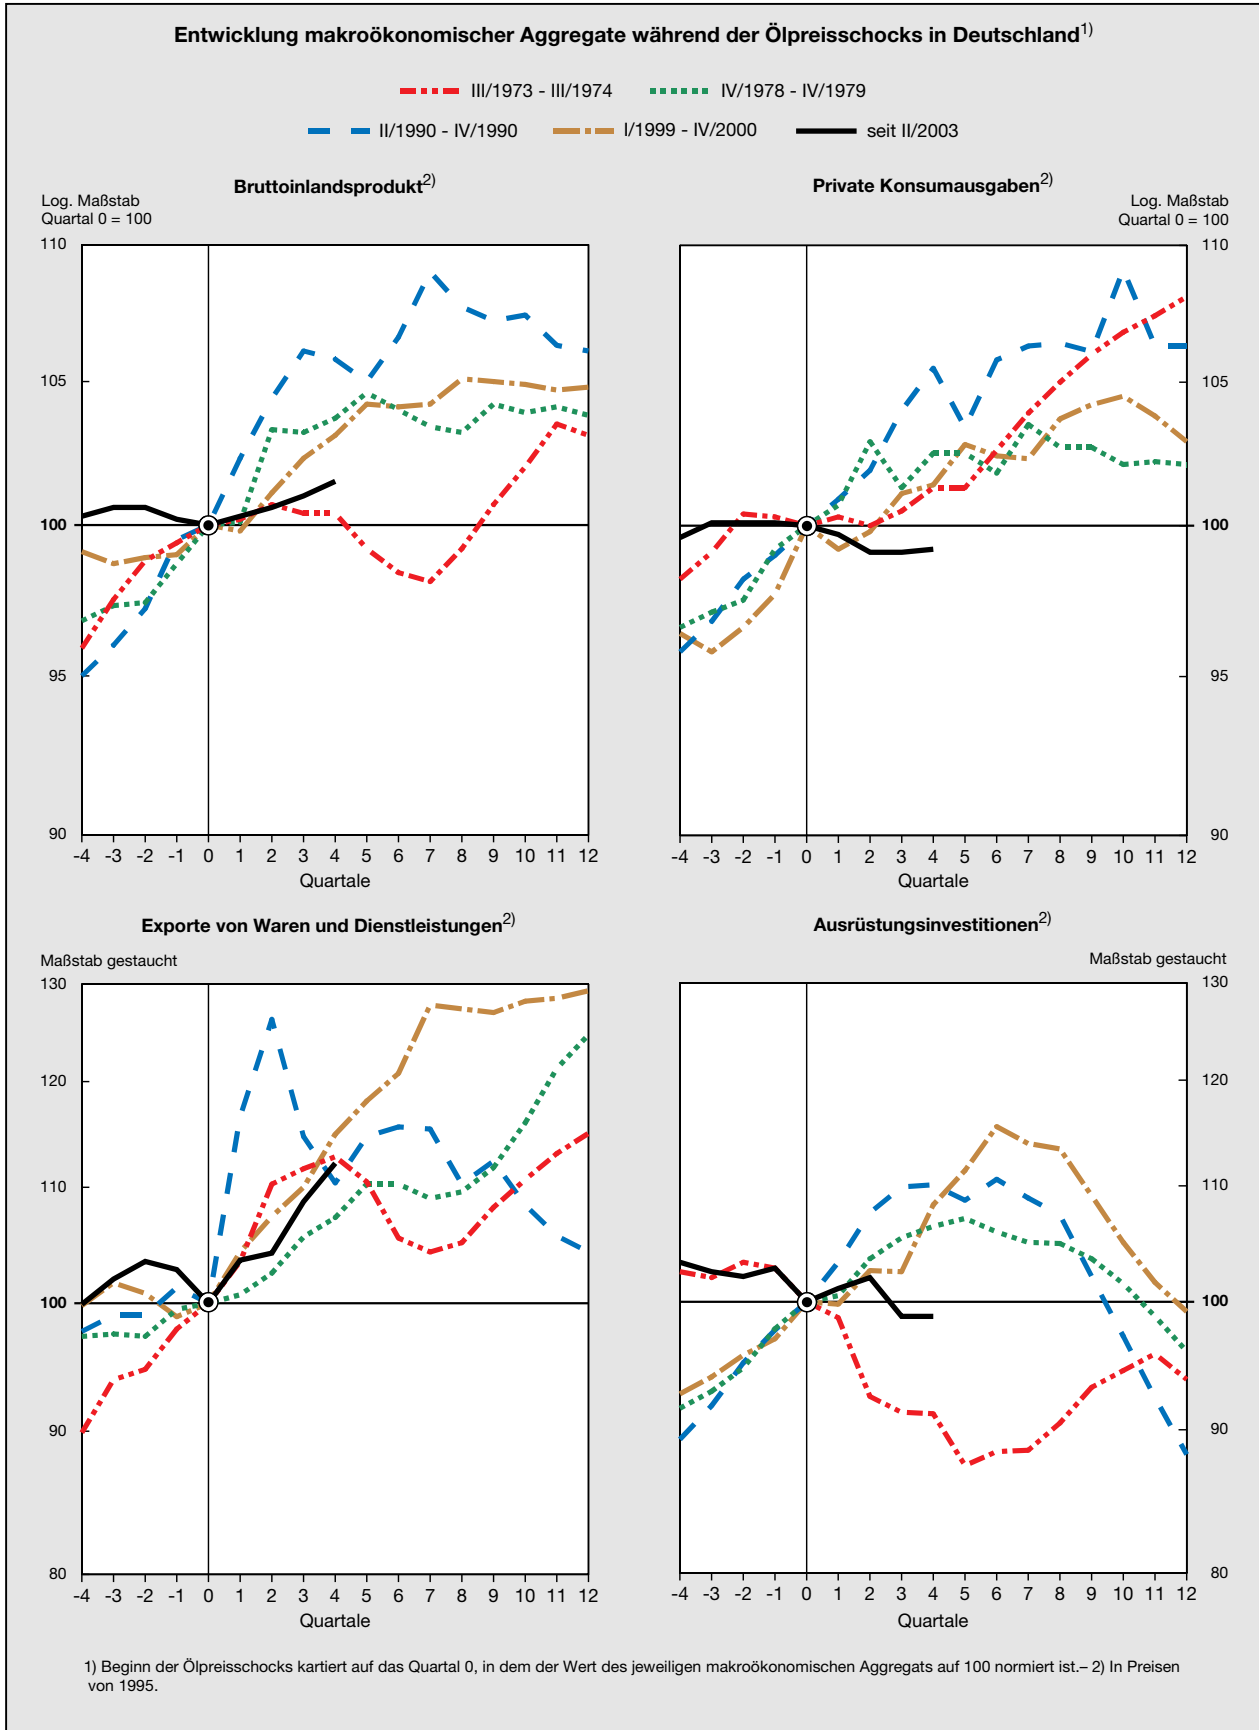 Entwicklung makroökonomischer Aggregate während der Ölpreisschocks in Deutschland1)
III/1973 - III/1974
IV/1978 - IV/1979
II/1990 - IV/1990
I/1999 - IV/2000
seit II/2003
Bruttoinlandsprodukt2)
Log. Maßstab
Quartal 0 = 100
110
105
100
95
90
-4 -3 -2 -1 0 1 2 3 4 5 6 7 8 9 10 11 12
Quartale
Private Konsumausgaben2)
Log. Maßstab
Quartal 0 = 100
110
105
100
95
90
-4 -3 -2 -1 0 1 2 3 4 5 6 7 8 9 10 11 12
Quartale
Exporte von Waren und Dienstleistungen2)
Maßstab gestaucht
130
120
110
100
90
80
-4 -3 -2 -1 0 1 2 3 4 5 6 7 8 9 10 11 12
Quartale
Ausrüstungsinvestitionen2)
Maßstab gestaucht
130
120
110
100
90
80
-4 -3 -2 -1 0 1 2 3 4 5 6 7 8 9 10 11 12
Quartale
1) Beginn der Ölpreisschocks kartiert auf das Quartal 0, in dem der Wert des jeweiligen makroökonomischen Aggregats auf 100 normiert ist.– 2) In Preisen
von 1995.